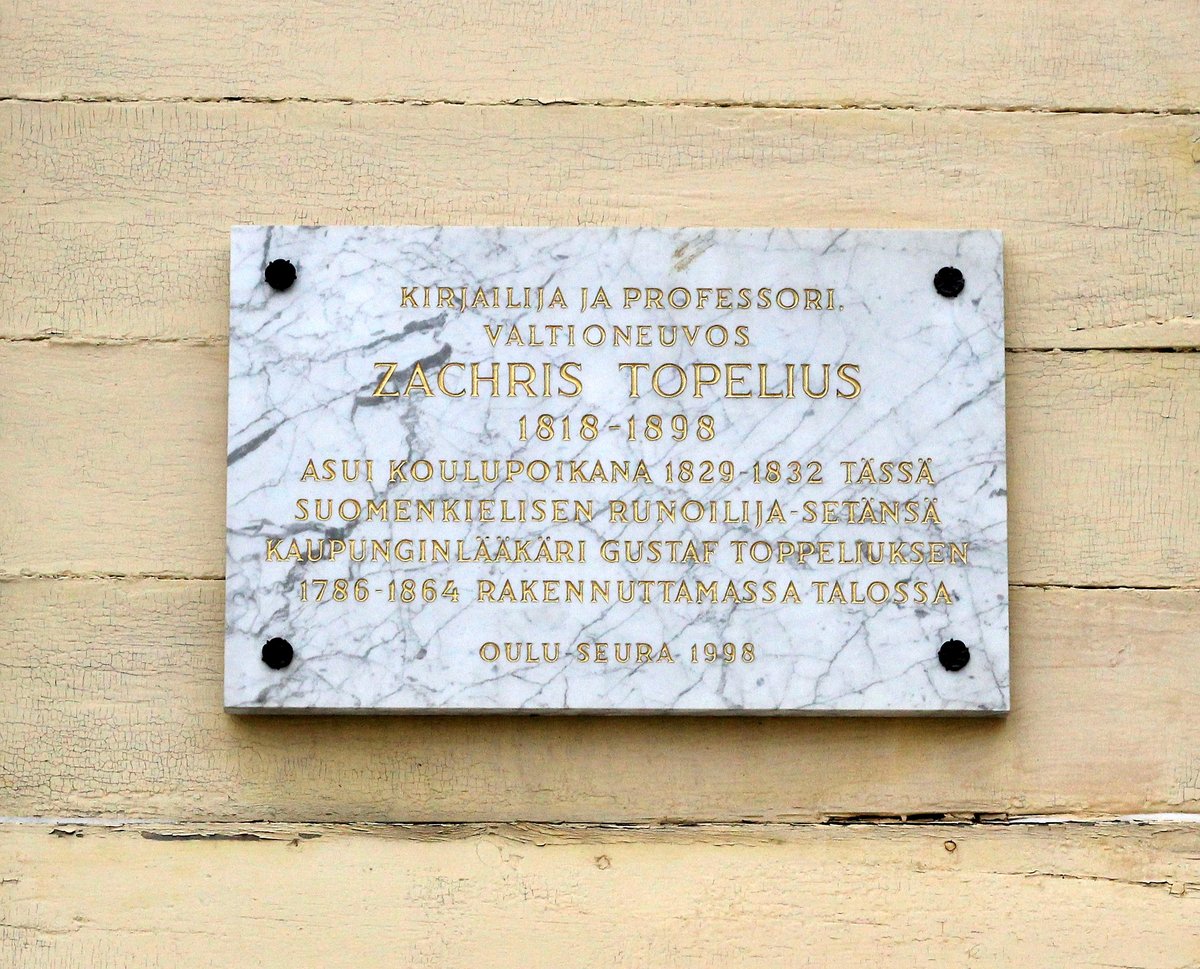 KIRJAILIJA JA PROFESSORI,
VALTIONEUVOS
ZACHRIS TOPELIUS
1818-1898
ASUI KOULUPOIKANA 1829-1832 TÄSSÄ
SUOMENKIELISEN RUNOILIJA-SETÄNSÄ
KAUPUNGINLÄÄKÄRI GUSTAF TOPPELIUKSEN
1786-1864 RAKENNUTTAMASSA TALOSSA
OULU-SEURA 1998